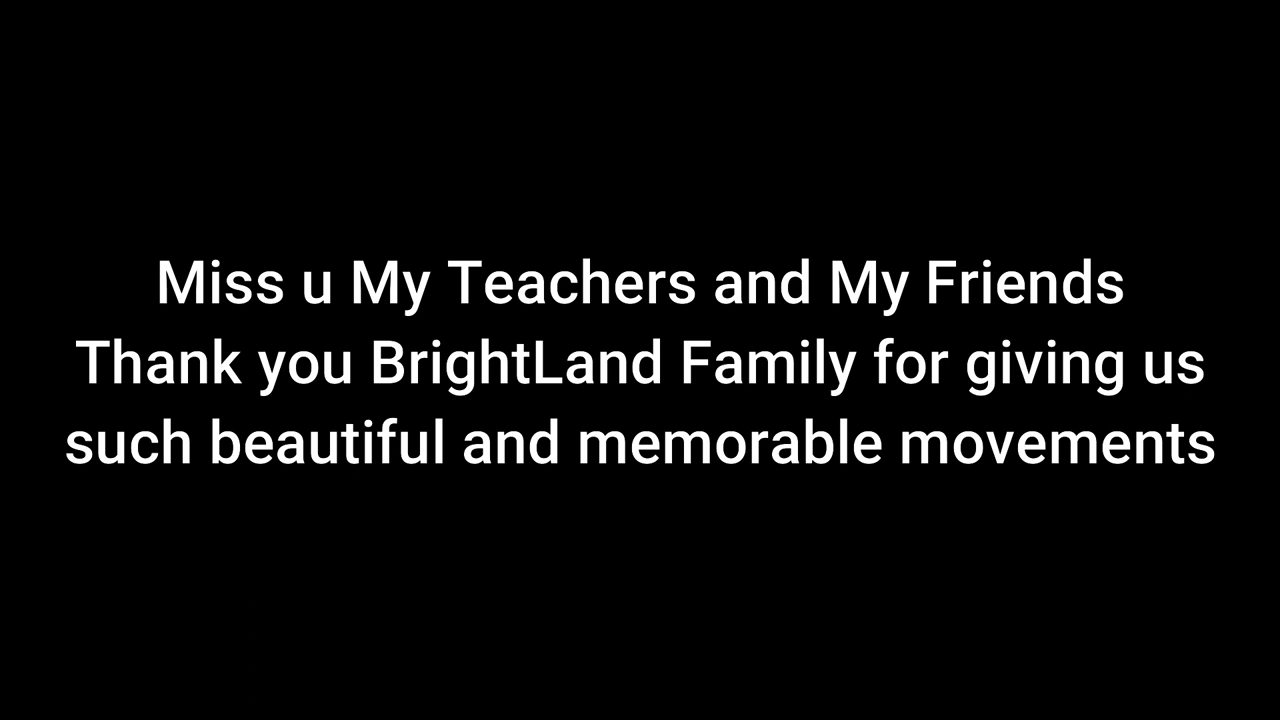 Miss u My Teachers and My Friends
Thank you BrightLand Family for giving us
such beautiful and memorable movements